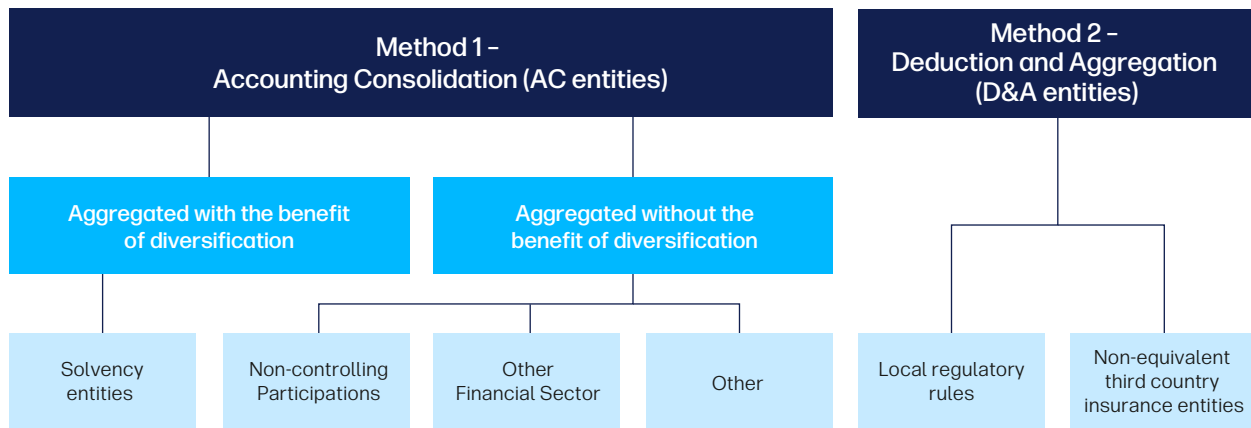 Method 1 –
Accounting Consolidation (AC entities)
Method 2 –
Deduction and Aggregation
(D&A entities)
Aggregated with the benefit
of diversification
Aggregated without the
benefit of diversification
Solvency
entities
Non-controlling
Participations
Other
Financial Sector
Other
Local regulatory
rules
Non-equivalent
third country
insurance entities